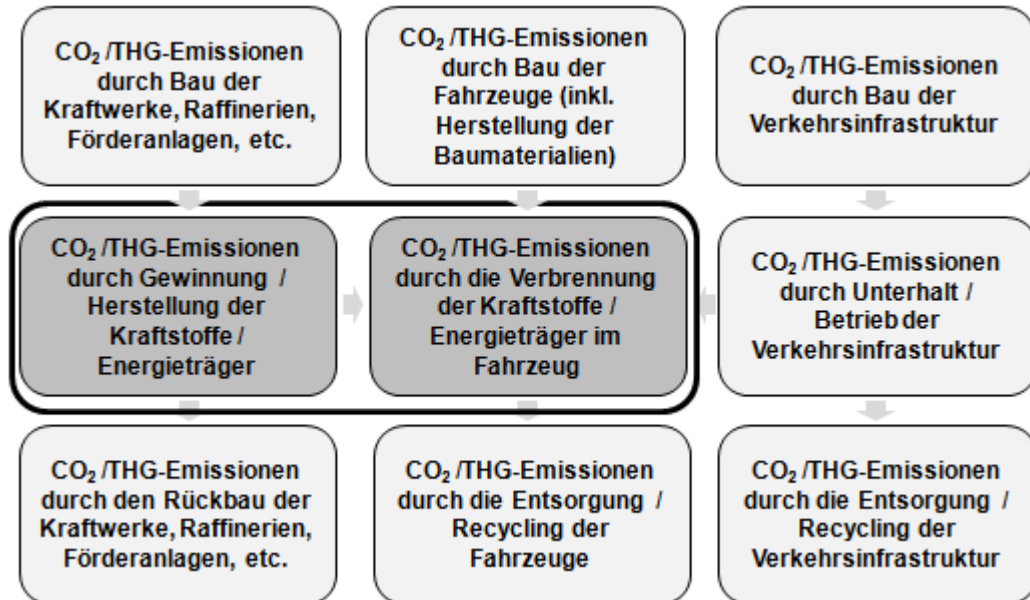 CO₂ /THG-Emissionen
durch Bau der
Kraftwerke, Raffinerien,
Förderanlagen, etc.
CO₂ /THG-Emissionen
durch Bau der
Fahrzeuge (inkl.
Herstellung der
Baumaterialien)
CO₂ /THG-Emissionen
durch Bau der
Verkehrsinfrastruktur
CO₂ /THG-Emissionen
durch Gewinnung /
Herstellung der
Kraftstoffe /
Energieträger
CO₂ /THG-Emissionen
durch die Verbrennung
der Kraftstoffe /
Energieträger im
Fahrzeug
CO₂ /THG-Emissionen
durch Unterhalt /
Betrieb der
Verkehrsinfrastruktur
CO₂ /THG-Emissionen
durch den Rückbau der
Kraftwerke, Raffinerien,
Förderanlagen, etc.
CO₂ /THG-Emissionen
durch die Entsorgung /
Recycling der
Fahrzeuge
CO₂ /THG-Emissionen
durch die Entsorgung /
Recycling der
Verkehrsinfrastruktur